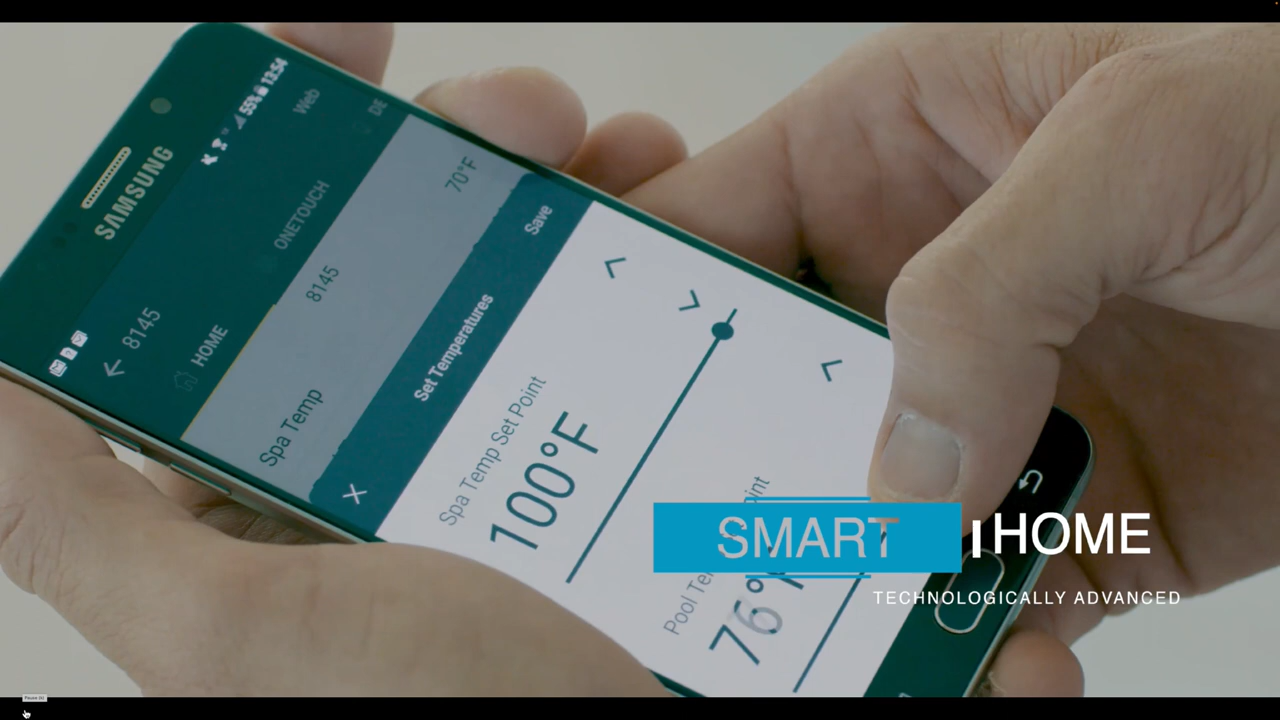 SAMSUNG
55% 13:54
← 8145
Web
HOME
ONETOUCH
DE
8145
Spa Temp
70°F
Set Temperatures
Save
Spa Temp Set Point
100°F
76°F
SMART
HOME
TECHNOLOGICALLY ADVANCED